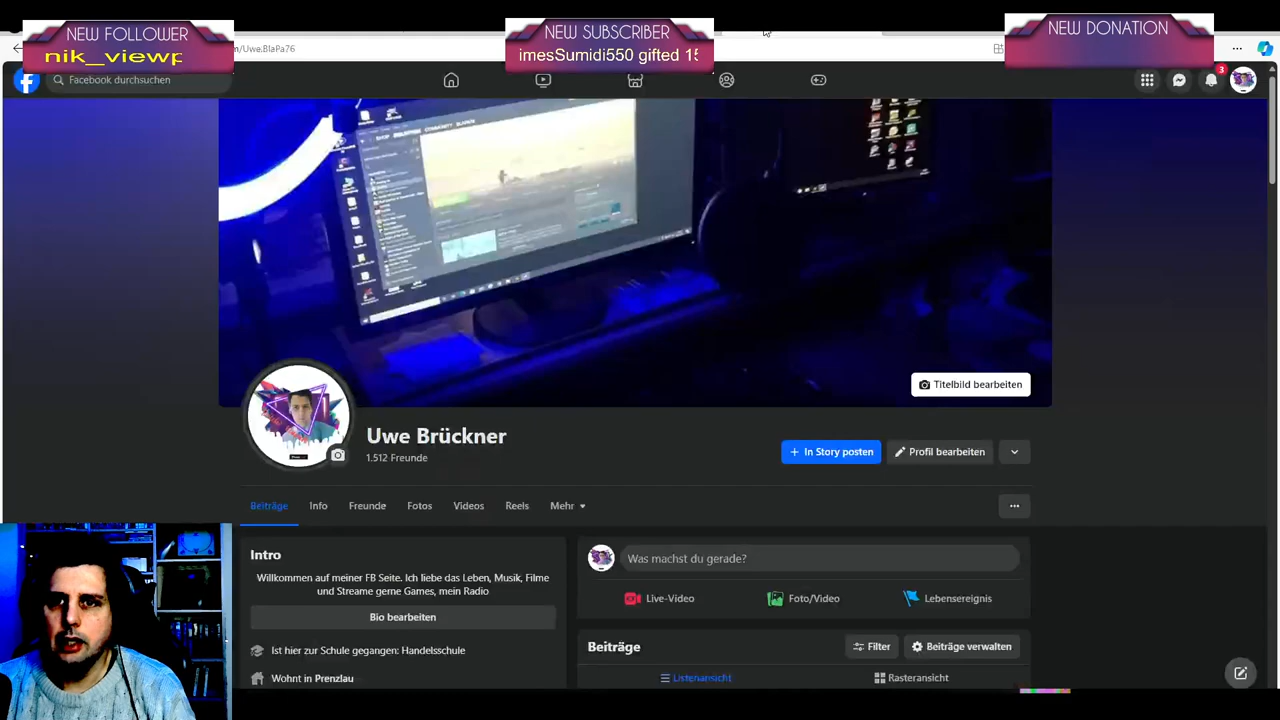 NEW FOLLOWER
nik_viewp
NEW SUBSCRIBER
imesSumidi550 gifted 15
NEW DONATION
m/Uwe.BlaPa76
Facebook durchsuchen
3
Titelbild bearbeiten
Uwe Brückner
1.512 Freunde
In Story posten
Profil bearbeiten
Beiträge Info Freunde Fotos Videos Reels Mehr
Intro
Willkommen auf meiner FB Seite. Ich liebe das Leben, Musik, Filme
und Streame gerne Games, mein Radio
Bio bearbeiten
Ist hier zur Schule gegangen: Handelsschule
Wohnt in Prenzlau
Was machst du gerade?
Live-Video Foto/Video Lebensereignis
Beiträge Filter Beiträge verwalten
Listenansicht Rasteransicht